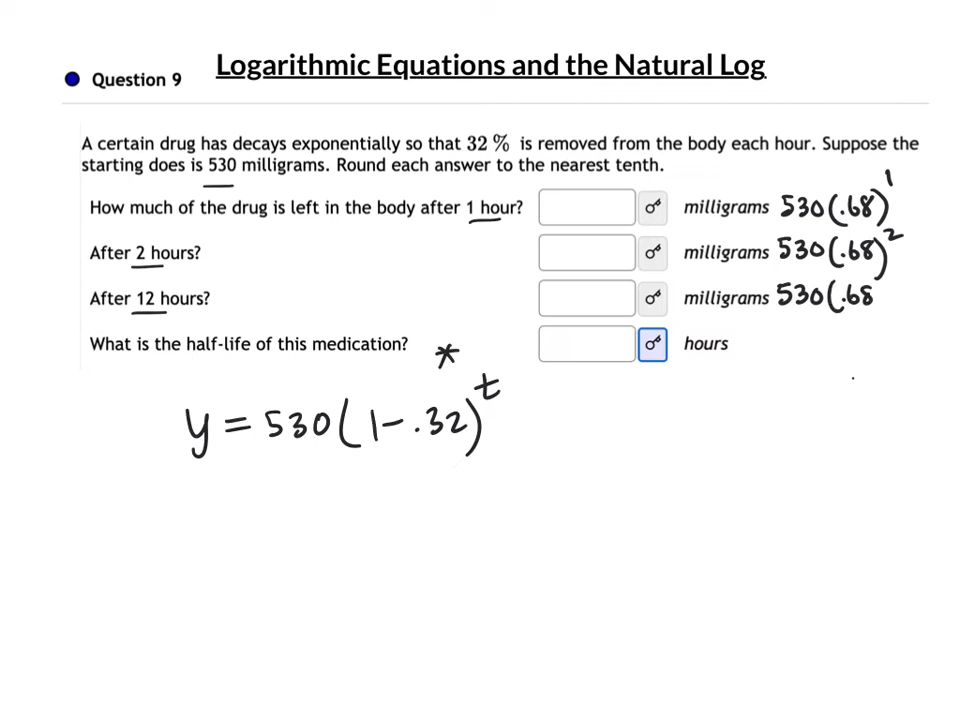 Logarithmic Equations and the Natural Log
Question 9
A certain drug has decays exponentially so that 32 % is removed from the body each hour. Suppose the
starting does is 530 milligrams. Round each answer to the nearest tenth.
How much of the drug is left in the body after 1 hour? milligrams 530(.68)^1
After 2 hours? milligrams 530(.68)^2
After 12 hours? milligrams 530(.68
What is the half-life of this medication? hours
*
y = 530(1-.32)^t